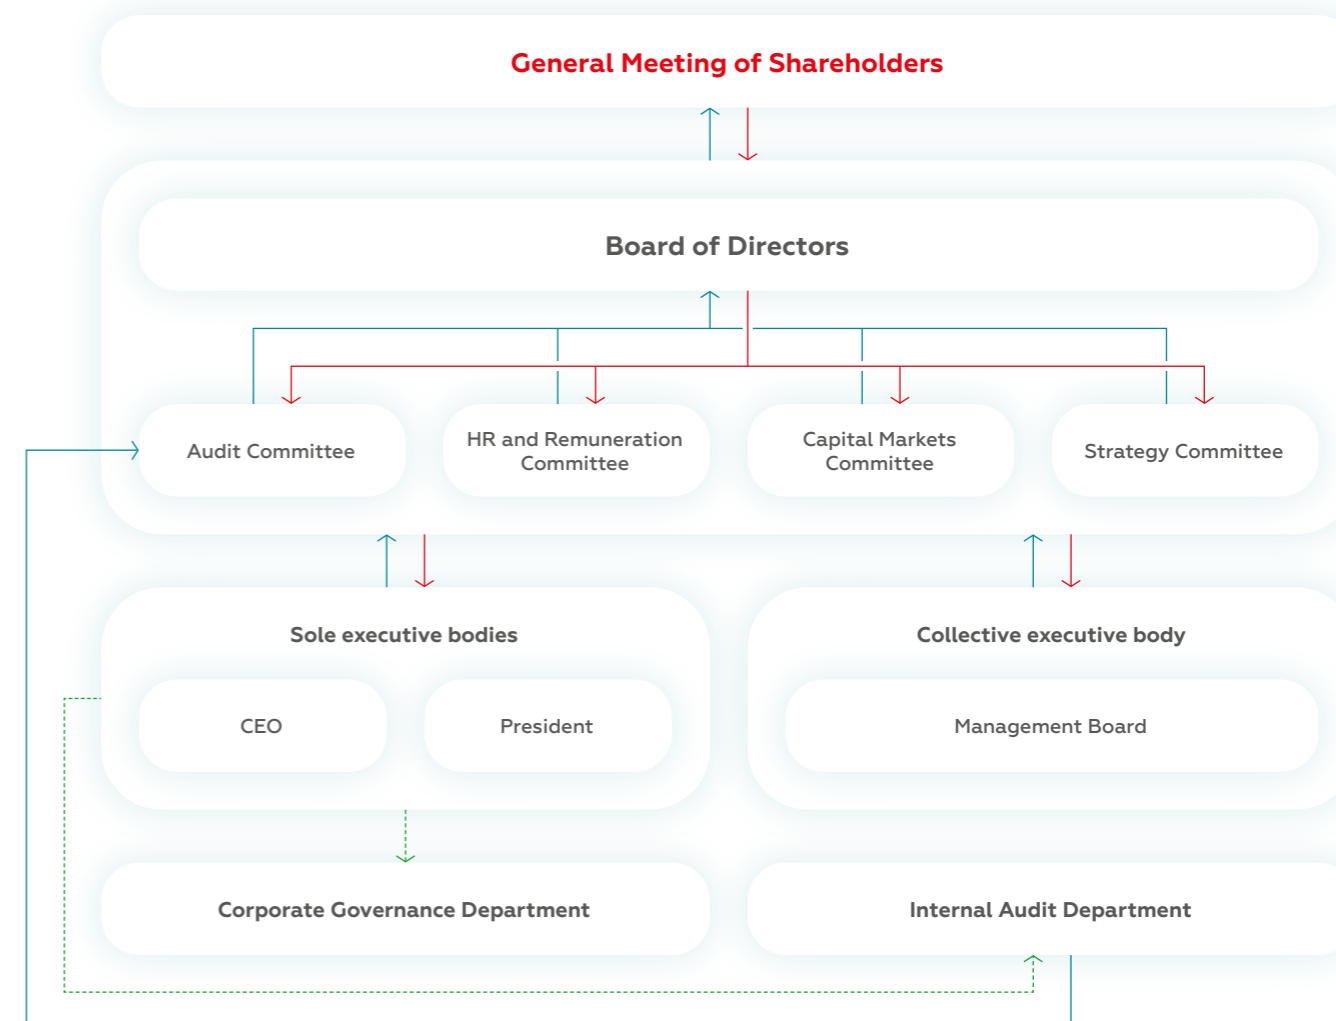 General Meeting of Shareholders
Board of Directors
Audit Committee
HR and Remuneration
Committee
Capital Markets
Committee
Strategy Committee
Sole executive bodies
CEO
President
Collective executive body
Management Board
Corporate Governance Department
Internal Audit Department